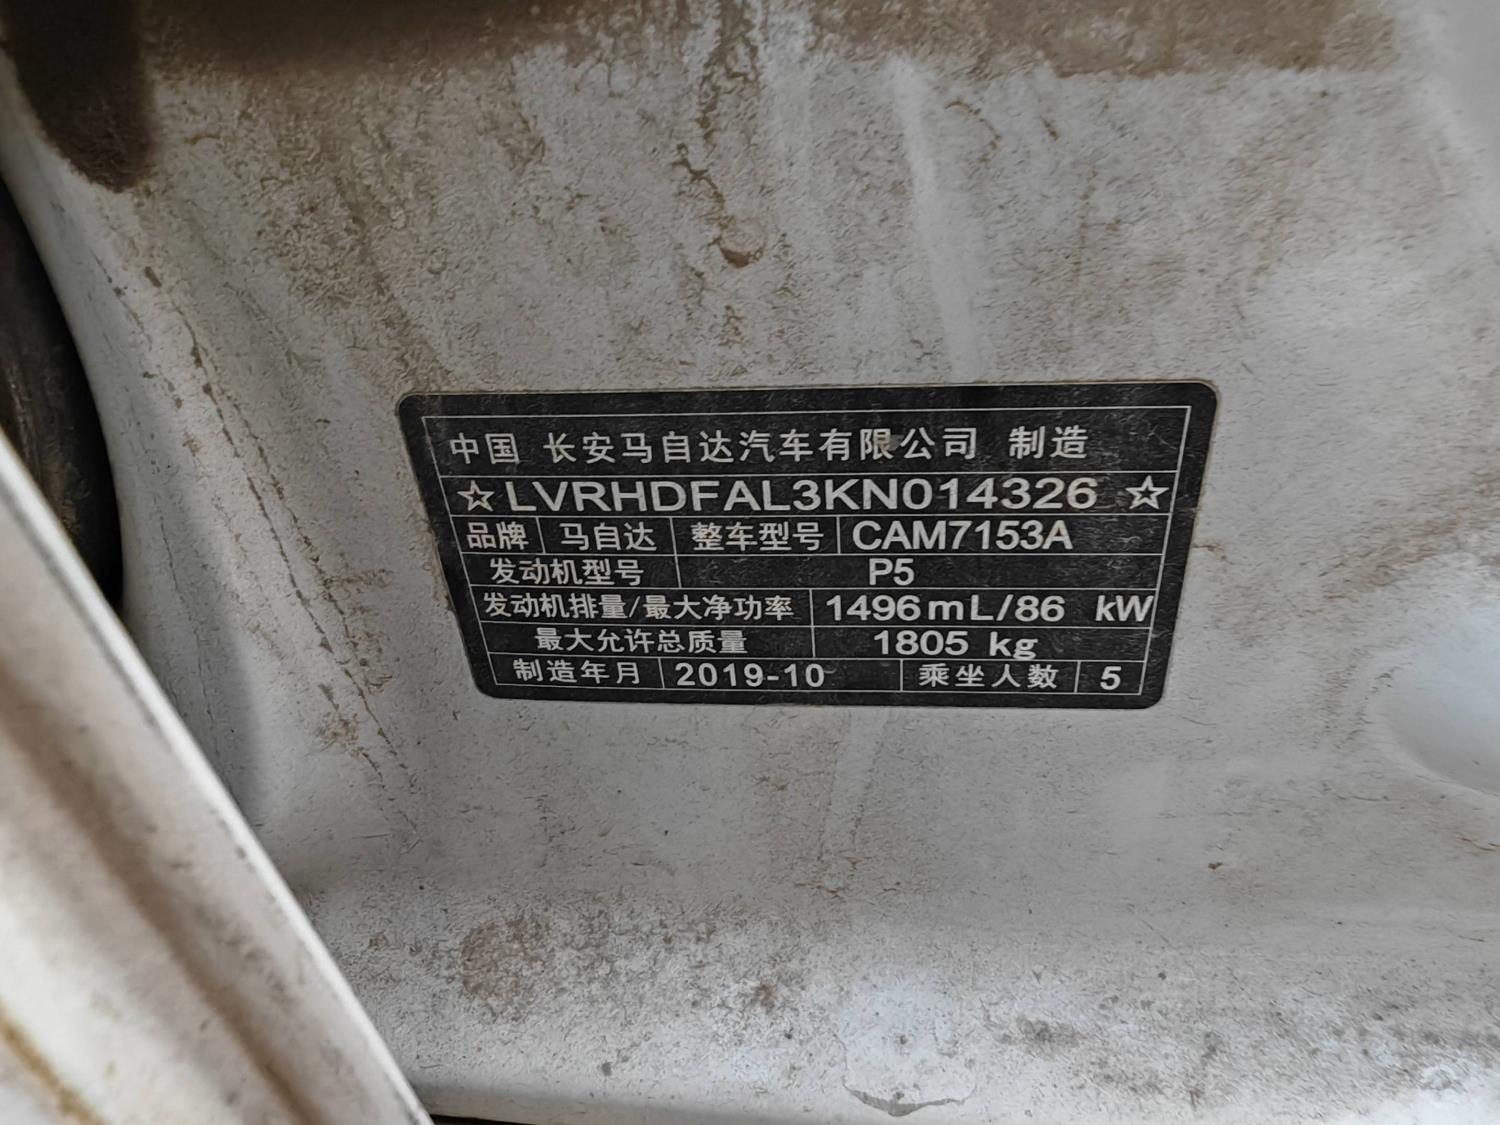 中国 长安马自达汽车有限公司 制造
☆LVRHDFAL3KN014326☆
品牌 马自达 整车型号 CAM7153A
发动机型号 P5
发动机排量/最大净功率 1496mL/86 kW
最大允许总质量 1805 kg
制造年月 2019-10 乘坐人数 5